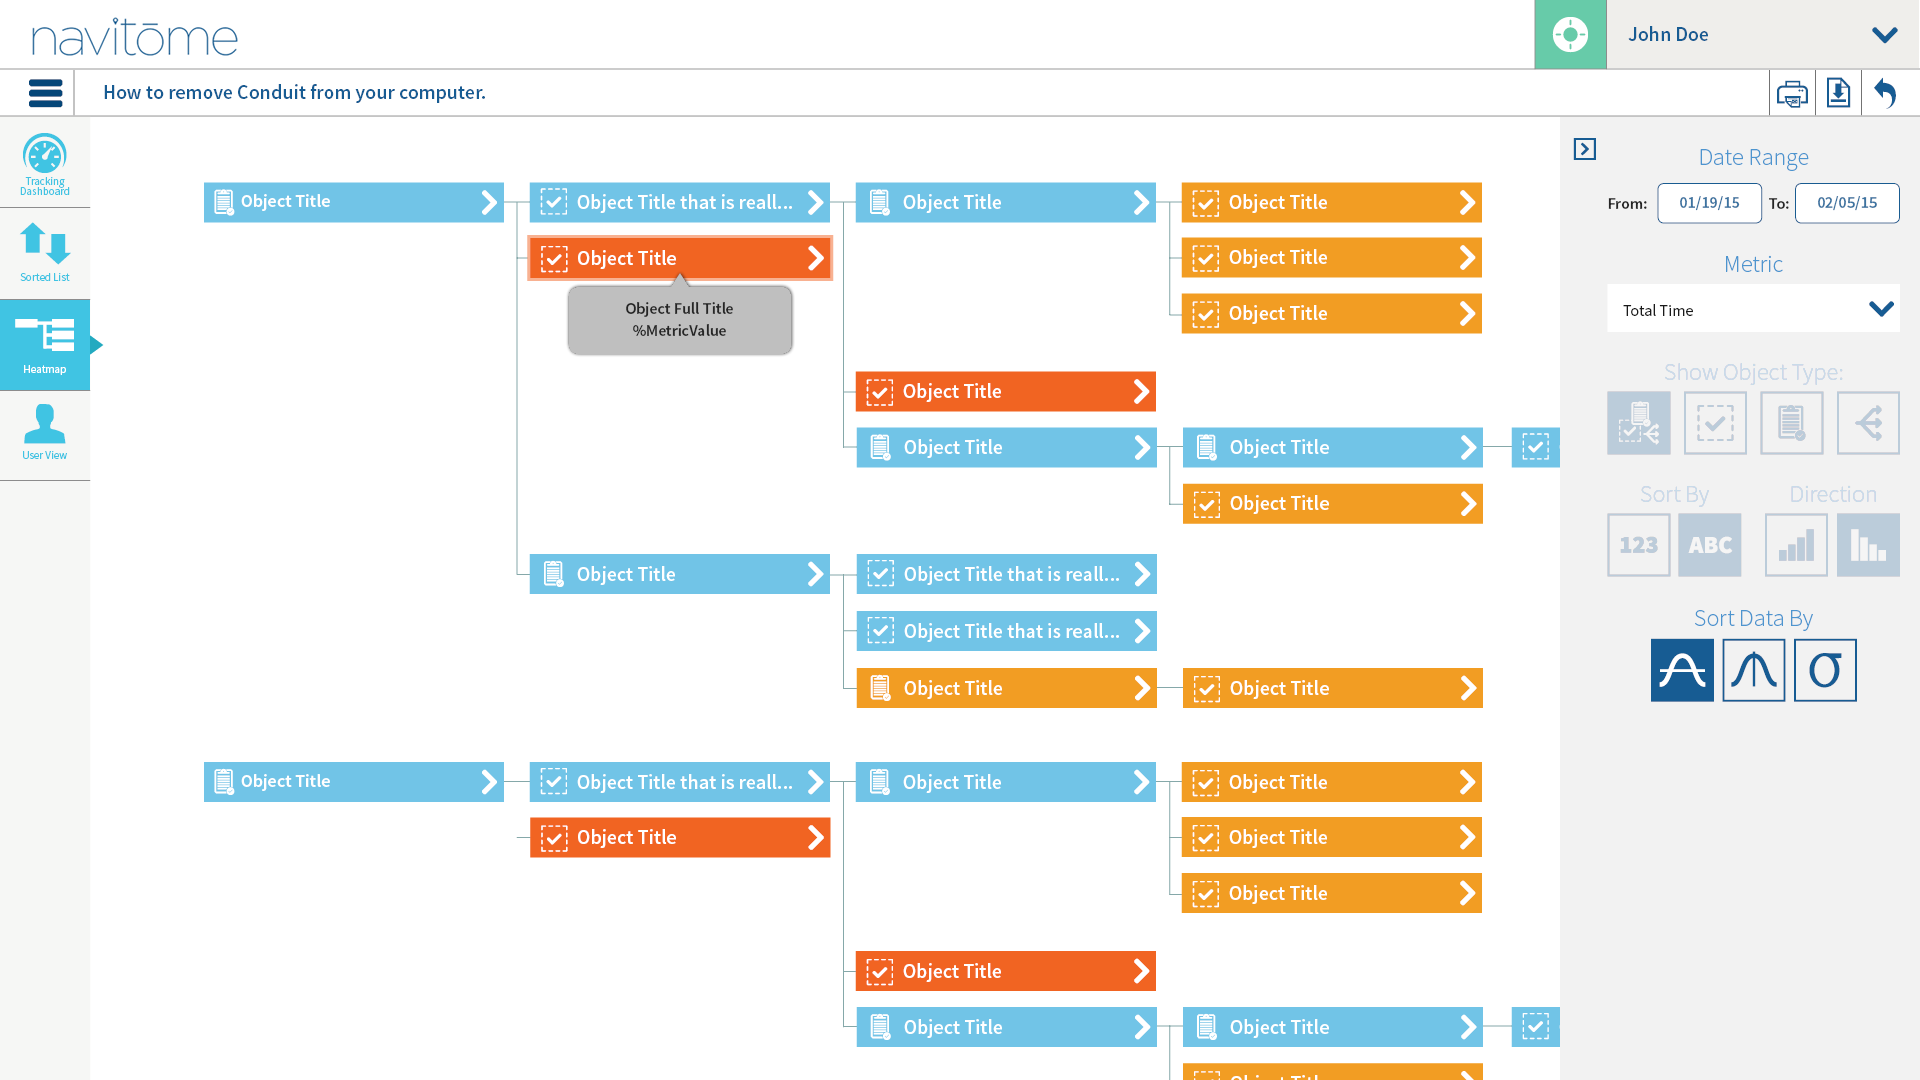 navitōme
John Doe
How to remove Conduit from your computer.
Tracking
Dashboard
Sorted List
Heatmap
User View
Object Title
Object Title that is reall...
Object Title
Object Title
Object Title
Object Title
Object Title
Object Full Title
%MetricValue
Object Title
Object Title
Object Title
Object Title
Object Title
Object Title
Object Title that is reall...
Object Title that is reall...
Object Title
Object Title
Object Title
Object Title that is reall...
Object Title
Object Title
Object Title
Object Title
Object Title
Object Title
Object Title
Object Title
Object Title
Date Range
From: 01/19/15 To: 02/05/15
Metric
Total Time
Show Object Type:
Sort By Direction
123 ABC
Sort Data By
σ